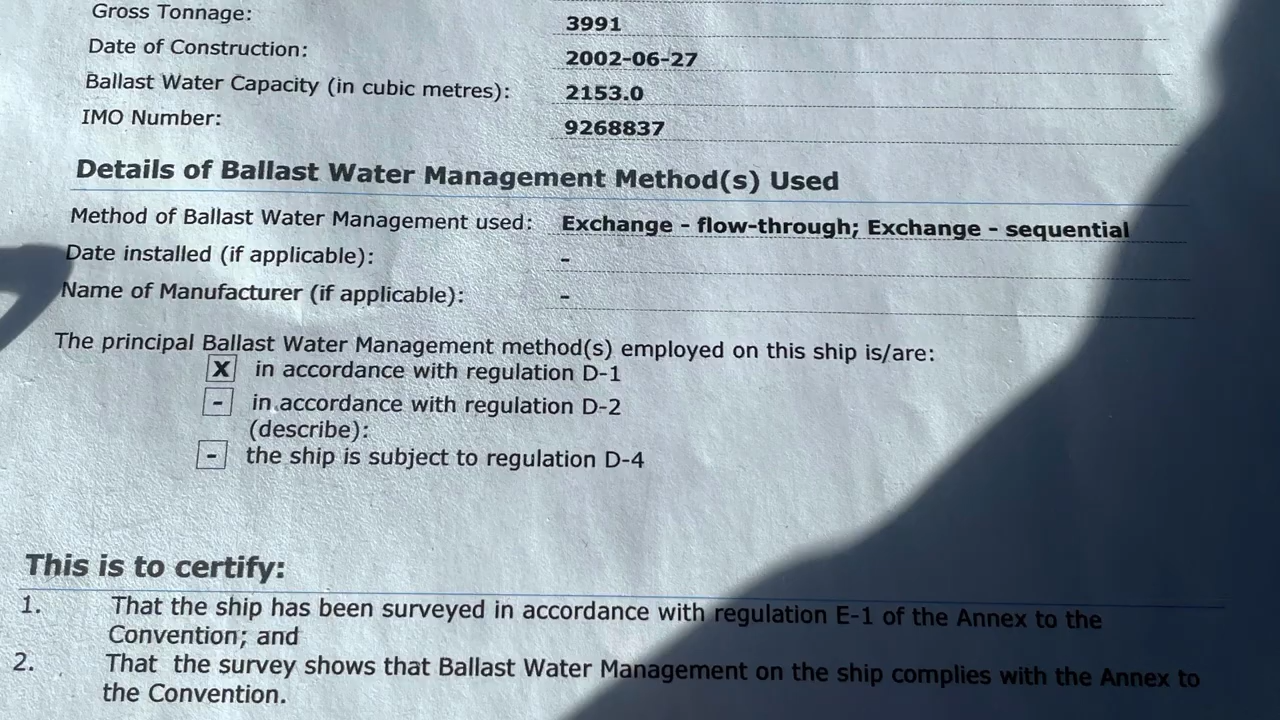 Gross Tonnage: 3991
Date of Construction: 2002-06-27
Ballast Water Capacity (in cubic metres): 2153.0
IMO Number: 9268837
Details of Ballast Water Management Method(s) Used
Method of Ballast Water Management used: Exchange - flow-through; Exchange - sequential
Date installed (if applicable): -
Name of Manufacturer (if applicable): -
The principal Ballast Water Management method(s) employed on this ship is/are:
X in accordance with regulation D-1
- in accordance with regulation D-2
(describe):
- the ship is subject to regulation D-4
This is to certify:
1. That the ship has been surveyed in accordance with regulation E-1 of the Annex to the
Convention; and
2. That the survey shows that Ballast Water Management on the ship complies with the Annex to
the Convention.